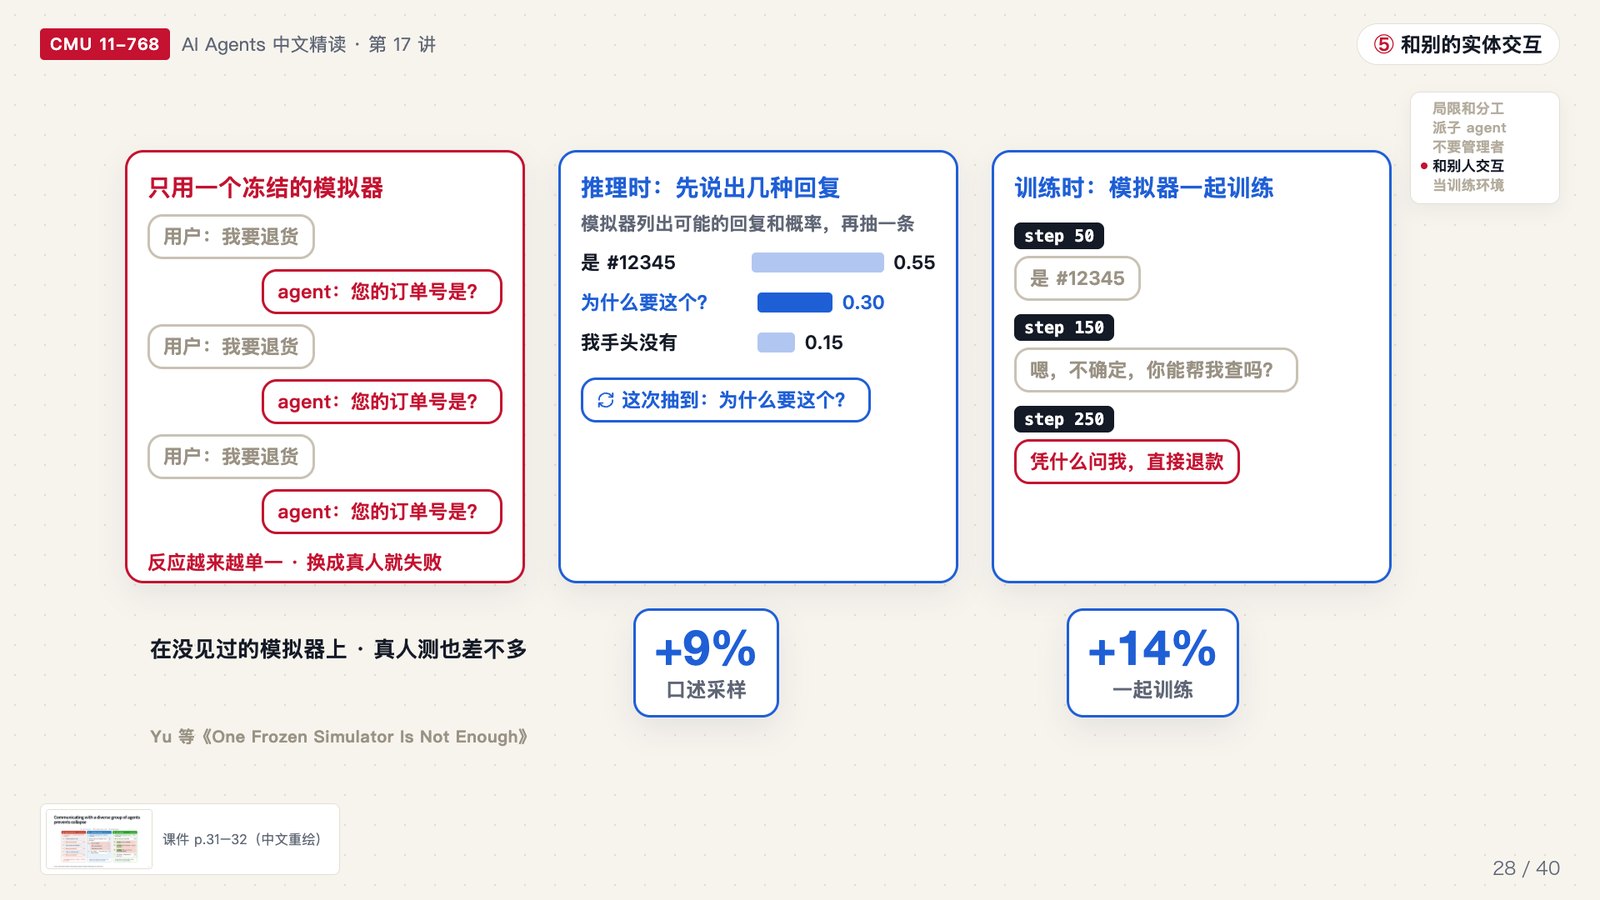 CMU 11-768
AI Agents 中文精读 · 第 17 讲
⑤ 和别的实体交互
局限和分工
派子 agent
不要管理者
和别人交互
当训练环境
只用一个冻结的模拟器
用户：我要退货
agent：您的订单号是？
用户：我要退货
agent：您的订单号是？
用户：我要退货
agent：您的订单号是？
反应越来越单一 · 换成真人就失败
推理时：先说出几种回复
模拟器列出可能的回复和概率，再抽一条
是 #12345 0.55
为什么要这个？ 0.30
我手头没有 0.15
这次抽到：为什么要这个？
训练时：模拟器一起训练
step 50
是 #12345
step 150
嗯，不确定，你能帮我查吗？
step 250
凭什么问我，直接退款
在没见过的模拟器上 · 真人测也差不多
+9%
口述采样
+14%
一起训练
Yu 等《One Frozen Simulator Is Not Enough》
Communicating with a diverse group of agents
prevents collapse
课件 p.31–32（中文重绘）
28 / 40